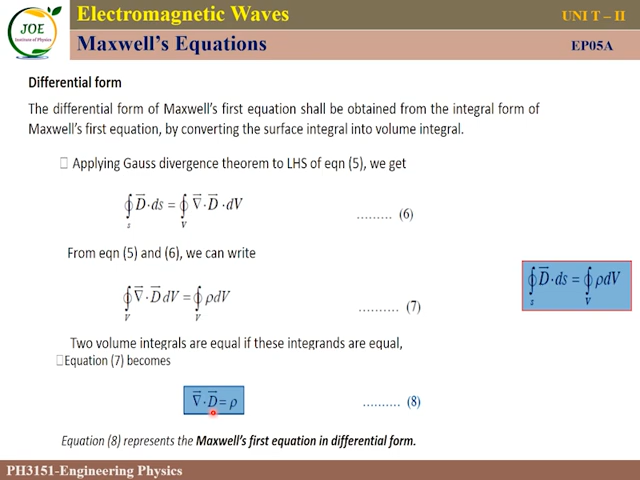 JOE
Institute of Physics
Electromagnetic Waves
UNIT – II
Maxwell's Equations
EP05A
Differential form
The differential form of Maxwell's first equation shall be obtained from the integral form of
Maxwell's first equation, by converting the surface integral into volume integral.
Applying Gauss divergence theorem to LHS of eqn (5), we get
∮ₛ D⃗·ds = ∮ᵥ ∇⃗·D⃗·dV ......... (6)
From eqn (5) and (6), we can write
∮ᵥ ∇⃗·D⃗ dV = ∮ᵥ ρdV .......... (7)
∮ₛ D⃗·ds = ∮ᵥ ρdV
Two volume integrals are equal if these integrands are equal,
Equation (7) becomes
∇⃗·D⃗ = ρ .......... (8)
Equation (8) represents the Maxwell's first equation in differential form.
PH3151-Engineering Physics